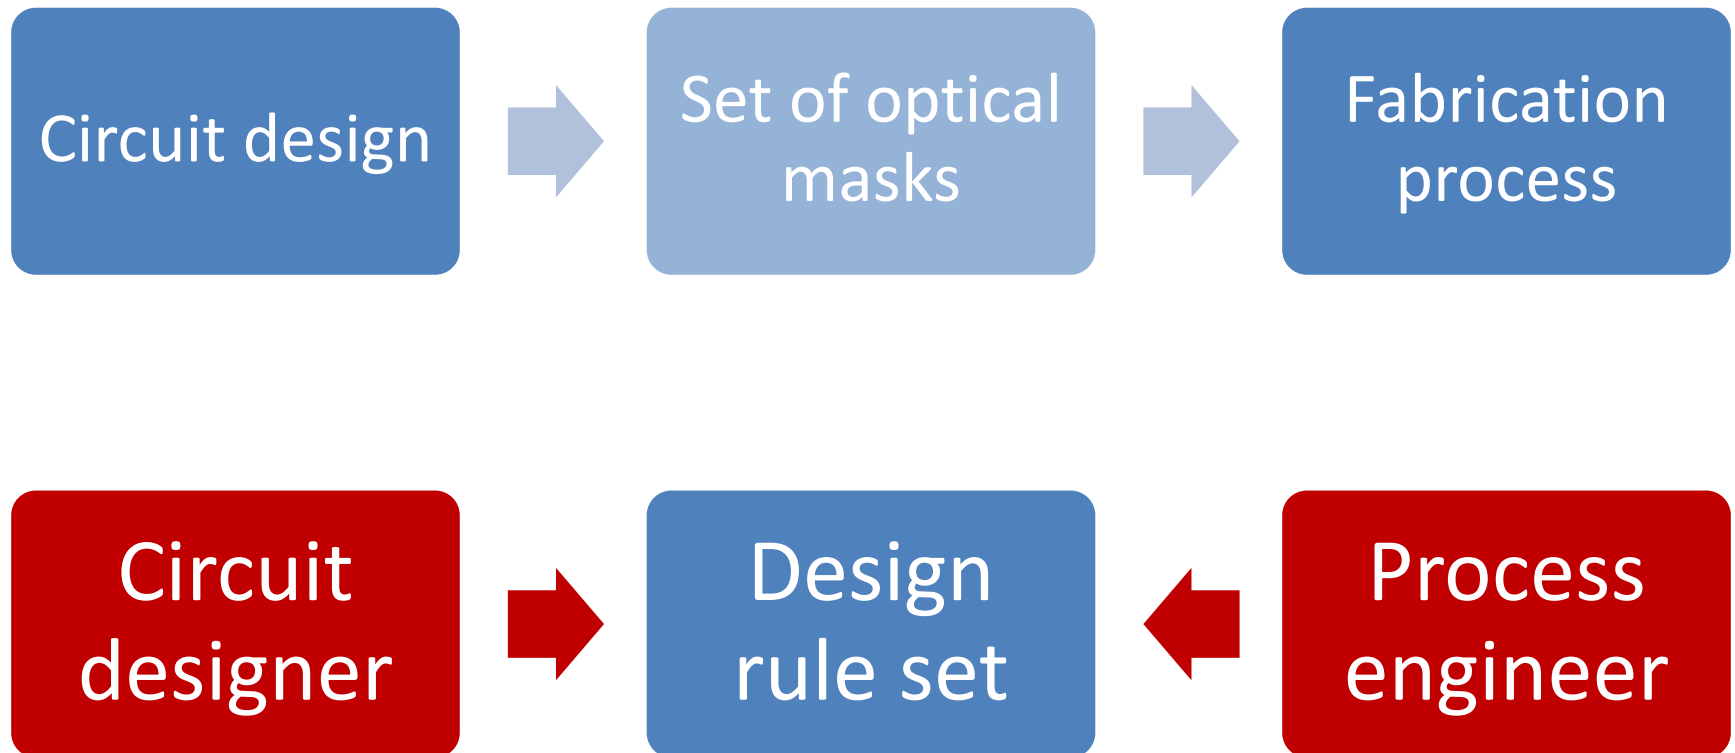 Circuit design
Set of optical
masks
Fabrication
process
Circuit
designer
Design
rule set
Process
engineer